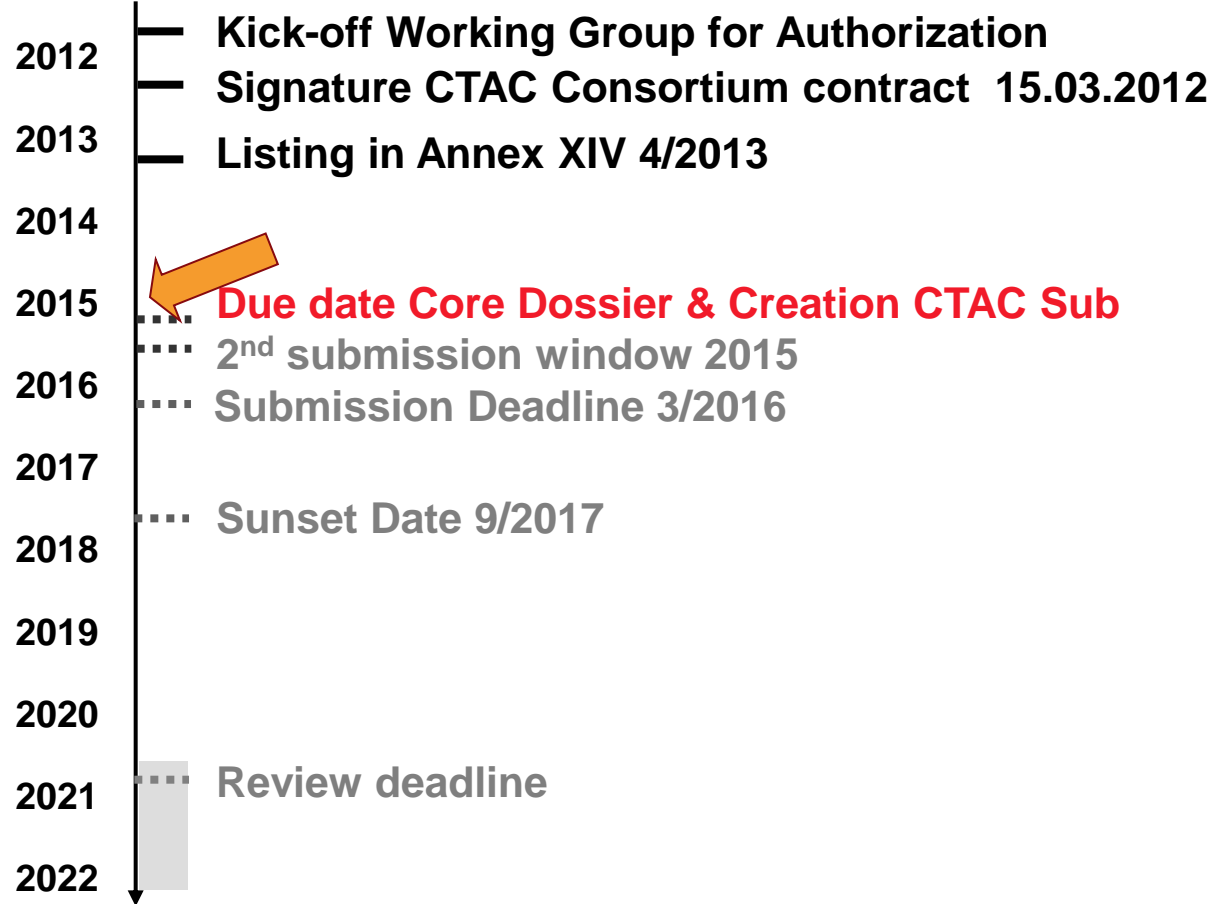 Kick-off Working Group for Authorization
2012
Signature CTAC Consortium contract 15.03.2012
2013
Listing in Annex XIV 4/2013
2014
2015
Due date Core Dossier & Creation CTAC Sub
2nd submission window 2015
2016
Submission Deadline 3/2016
2017
Sunset Date 9/2017
2018
2019
2020
Review deadline
2021
2022